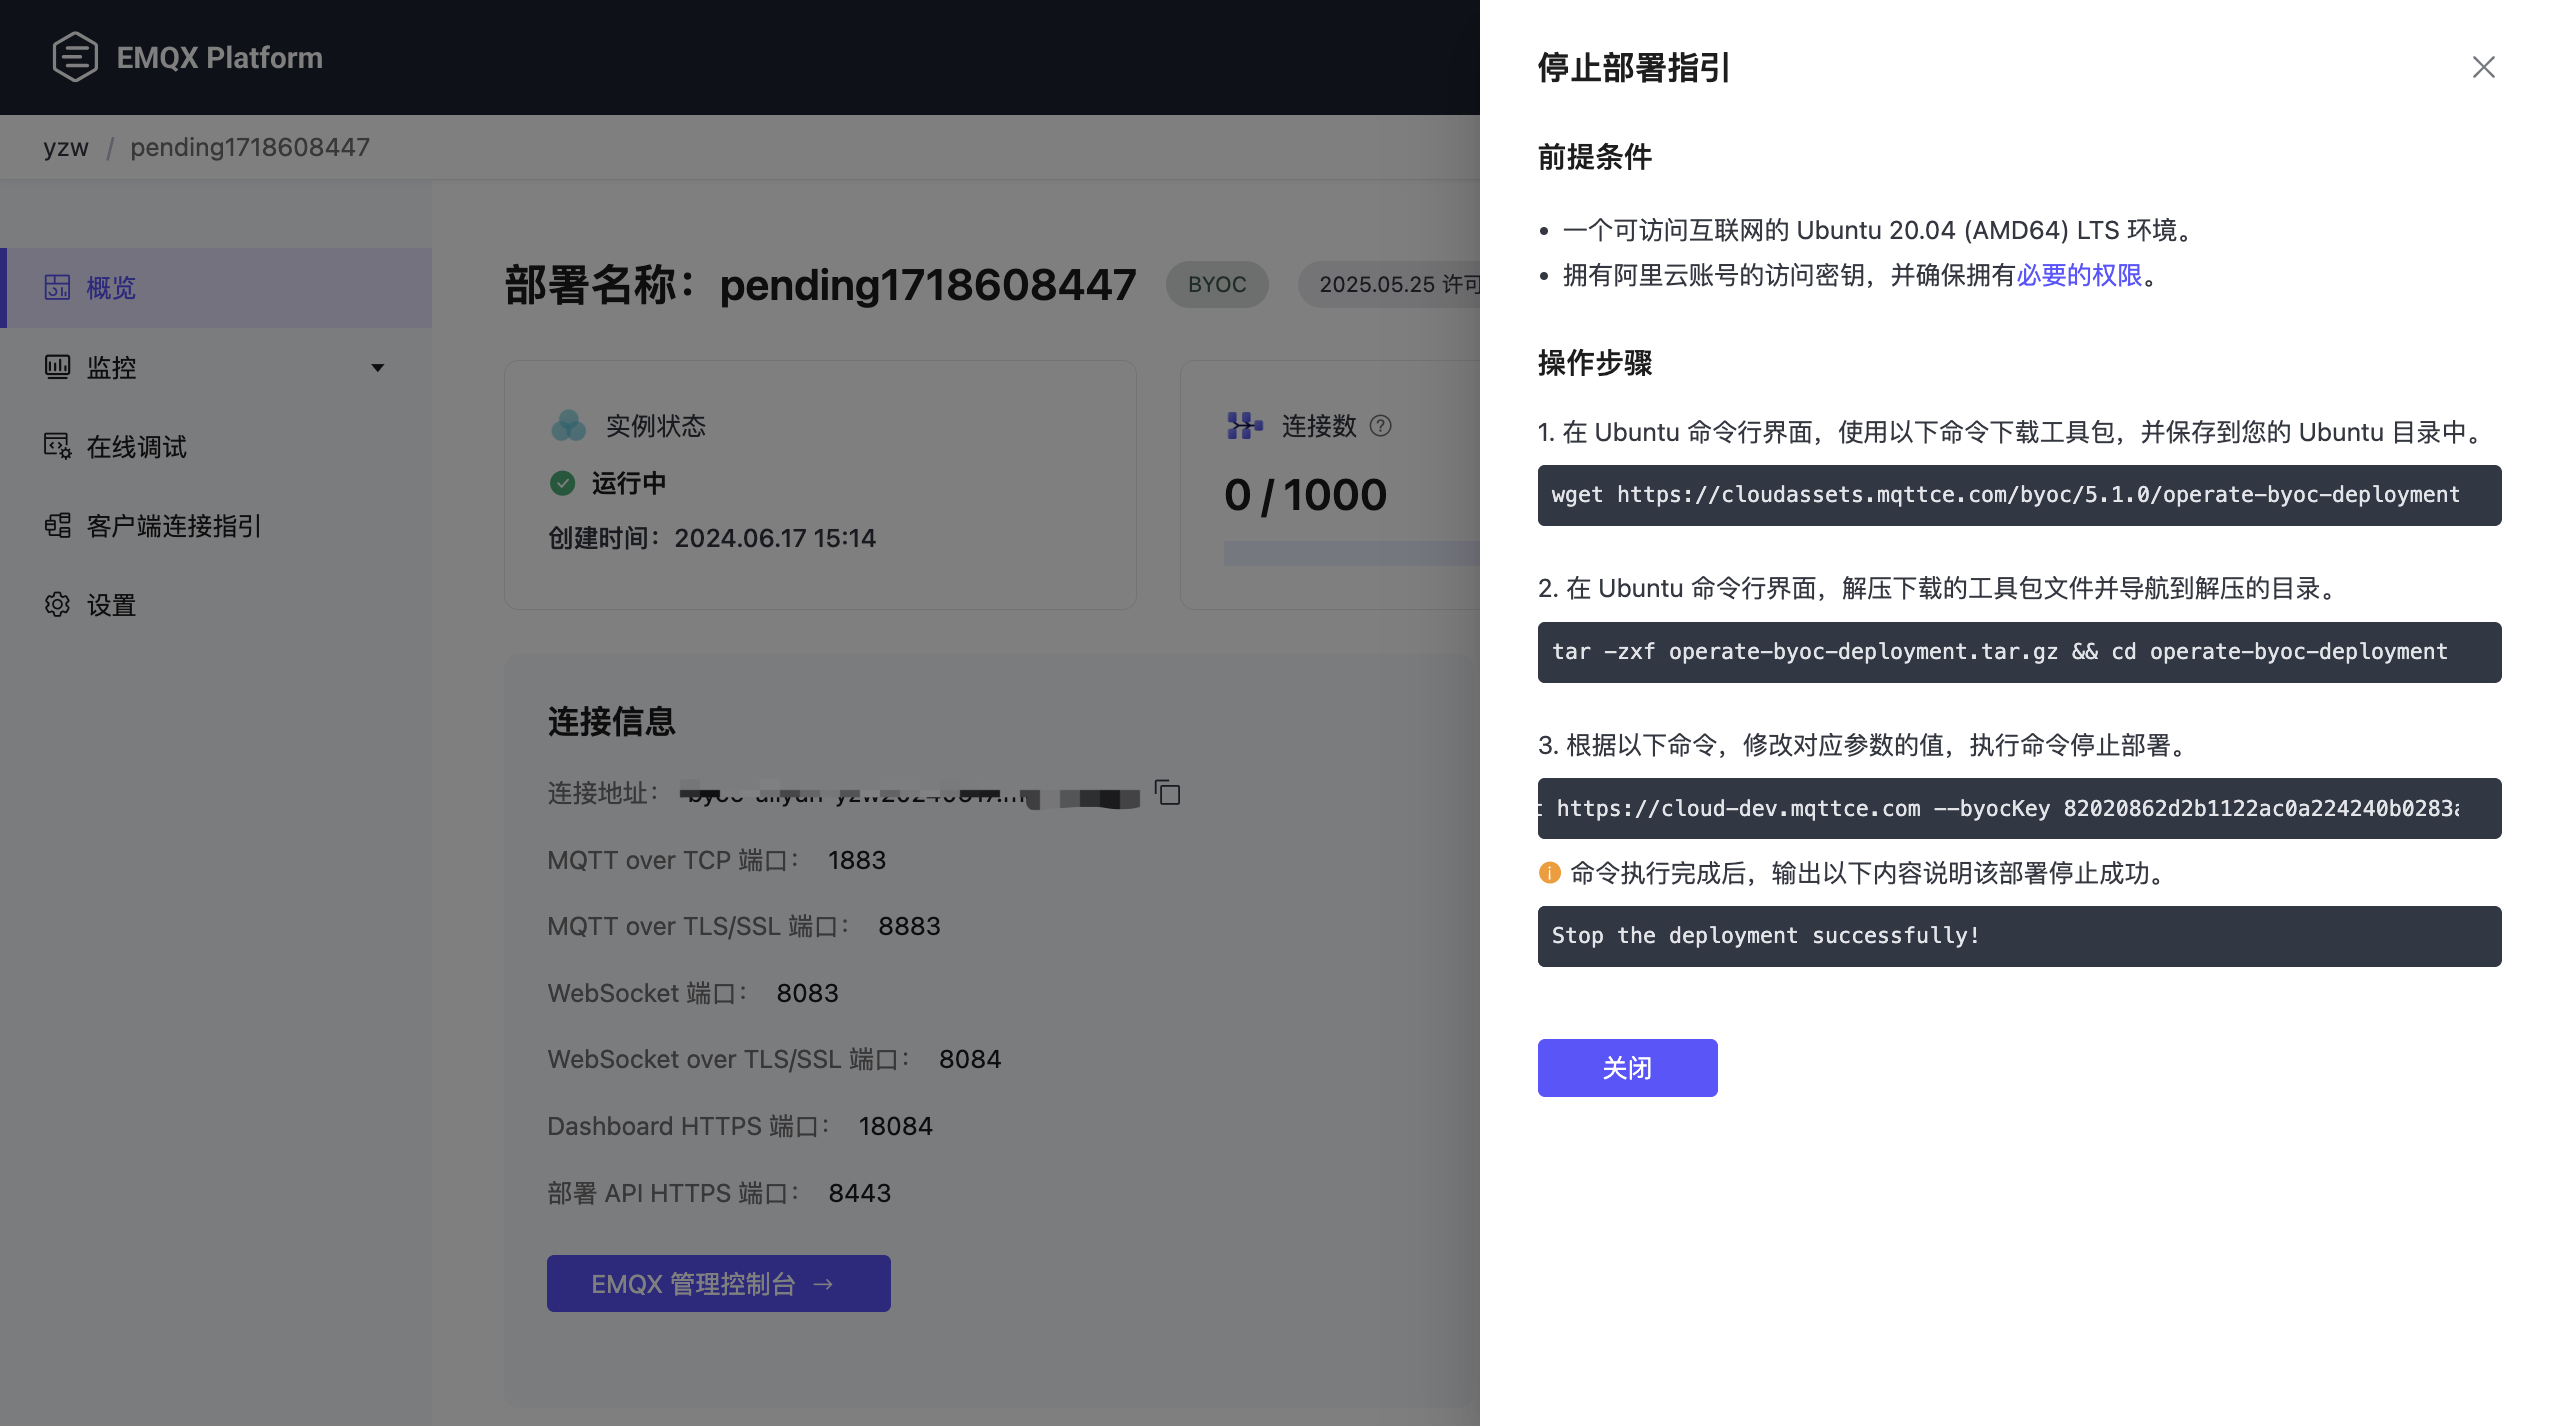 EMQX Platform
yzw / pending1718608447
概览
监控
在线调试
客户端连接指引
设置
部署名称：pending1718608447
BYOC
2025.05.25 许可
实例状态
运行中
创建时间：2024.06.17 15:14
连接数
0 / 1000
连接信息
连接地址：
MQTT over TCP 端口： 1883
MQTT over TLS/SSL 端口： 8883
WebSocket 端口： 8083
WebSocket over TLS/SSL 端口： 8084
Dashboard HTTPS 端口： 18084
部署 API HTTPS 端口： 8443
EMQX 管理控制台 →
停止部署指引
前提条件
• 一个可访问互联网的 Ubuntu 20.04 (AMD64) LTS 环境。
• 拥有阿里云账号的访问密钥，并确保拥有必要的权限。
操作步骤
1. 在 Ubuntu 命令行界面，使用以下命令下载工具包，并保存到您的 Ubuntu 目录中。
wget https://cloudassets.mqttce.com/byoc/5.1.0/operate-byoc-deployment
2. 在 Ubuntu 命令行界面，解压下载的工具包文件并导航到解压的目录。
tar -zxf operate-byoc-deployment.tar.gz && cd operate-byoc-deployment
3. 根据以下命令，修改对应参数的值，执行命令停止部署。
https://cloud-dev.mqttce.com --byocKey 82020862d2b1122ac0a224240b0283a
命令执行完成后，输出以下内容说明该部署停止成功。
Stop the deployment successfully!
关闭